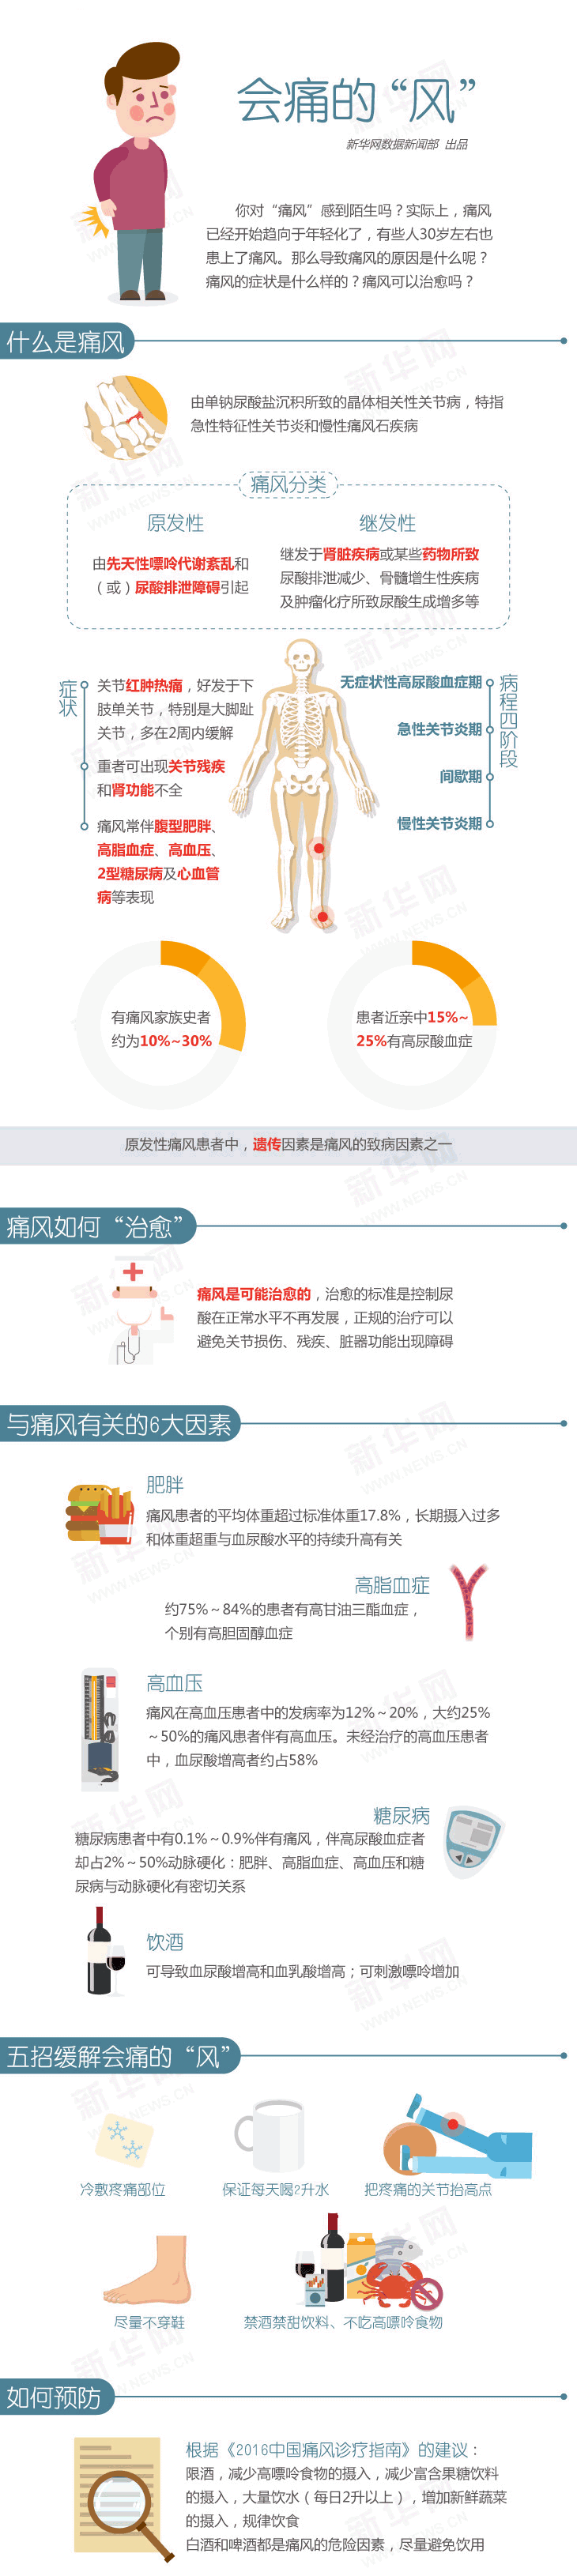 会痛的“风”
新华网数据新闻部 出品
你对“痛风”感到陌生吗？实际上，痛风
已经开始趋向于年轻化了，有些人30岁左右也
患上了痛风。那么导致痛风的原因是什么呢？
痛风的症状是什么样的？痛风可以治愈吗？
什么是痛风
由单钠尿酸盐沉积所致的晶体相关性关节病，特指
急性特征性关节炎和慢性痛风石疾病
痛风分类
原发性
由先天性嘌呤代谢紊乱和
（或）尿酸排泄障碍引起
继发性
继发于肾脏疾病或某些药物所致
尿酸排泄减少、骨髓增生性疾病
及肿瘤化疗所致尿酸生成增多等
症状
关节红肿热痛，好发于下
肢单关节，特别是大脚趾
关节，多在2周内缓解
重者可出现关节残疾
和肾功能不全
痛风常伴腹型肥胖、
高脂血症、高血压、
2型糖尿病及心血管
病等表现
病程四阶段
无症状性高尿酸血症期
急性关节炎期
间歇期
慢性关节炎期
有痛风家族史者
约为10%~30%
患者近亲中15%~
25%有高尿酸血症
原发性痛风患者中，遗传因素是痛风的致病因素之一
痛风如何“治愈”
痛风是可能治愈的，治愈的标准是控制尿
酸在正常水平不再发展，正规的治疗可以
避免关节损伤、残疾、脏器功能出现障碍
与痛风有关的6大因素
肥胖
痛风患者的平均体重超过标准体重17.8%，长期摄入过多
和体重超重与血尿酸水平的持续升高有关
高脂血症
约75%～84%的患者有高甘油三酯血症，
个别有高胆固醇血症
高血压
痛风在高血压患者中的发病率为12%～20%，大约25%
～50%的痛风患者伴有高血压。未经治疗的高血压患者
中，血尿酸增高者约占58%
糖尿病
糖尿病患者中有0.1%～0.9%伴有痛风，伴高尿酸血症者
却占2%～50%动脉硬化：肥胖、高脂血症、高血压和糖
尿病与动脉硬化有密切关系
饮酒
可导致血尿酸增高和血乳酸增高；可刺激嘌呤增加
五招缓解会痛的“风”
冷敷疼痛部位
保证每天喝2升水
把疼痛的关节抬高点
尽量不穿鞋
禁酒禁甜饮料、不吃高嘌呤食物
如何预防
根据《2016中国痛风诊疗指南》的建议：
限酒，减少高嘌呤食物的摄入，减少富含果糖饮料
的摄入，大量饮水（每日2升以上），增加新鲜蔬菜
的摄入，规律饮食
白酒和啤酒都是痛风的危险因素，尽量避免饮用
新华网
WWW.NEWS.CN